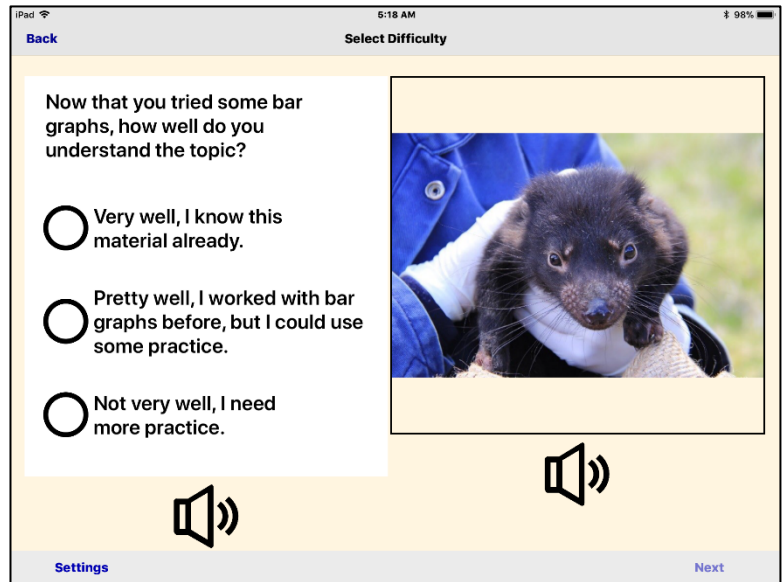 iPad 5:18 AM 98%
Back Select Difficulty
Now that you tried some bar
graphs, how well do you
understand the topic?
Very well, I know this
material already.
Pretty well, I worked with bar
graphs before, but I could use
some practice.
Not very well, I need
more practice.
Settings Next